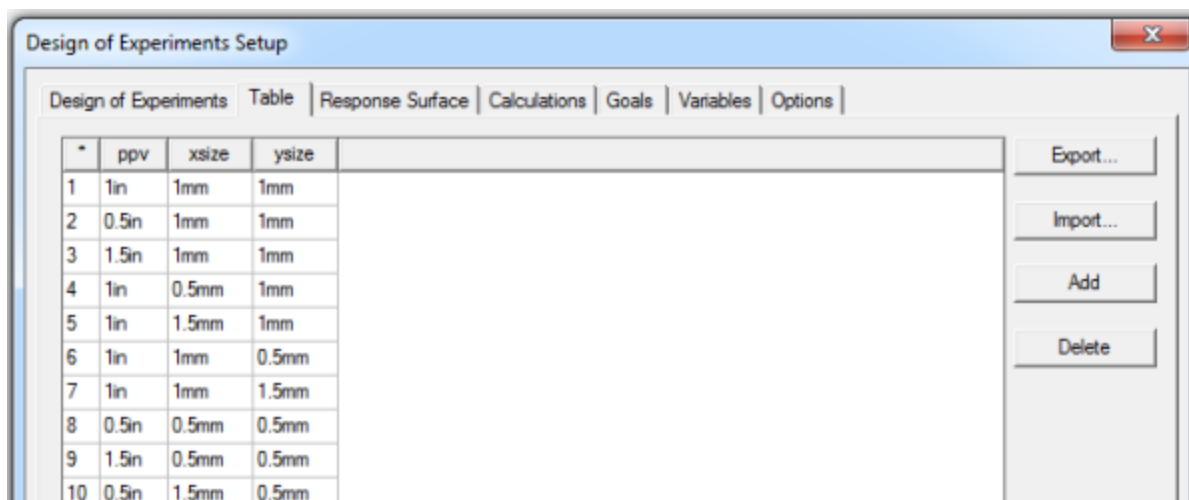 Design of Experiments Setup
Design of Experiments Table Response Surface Calculations Goals Variables Options
* ppv xsize ysize
1 1in 1mm 1mm
2 0.5in 1mm 1mm
3 1.5in 1mm 1mm
4 1in 0.5mm 1mm
5 1in 1.5mm 1mm
6 1in 1mm 0.5mm
7 1in 1mm 1.5mm
8 0.5in 0.5mm 0.5mm
9 1.5in 0.5mm 0.5mm
10 0.5in 1.5mm 0.5mm
Export...
Import...
Add
Delete